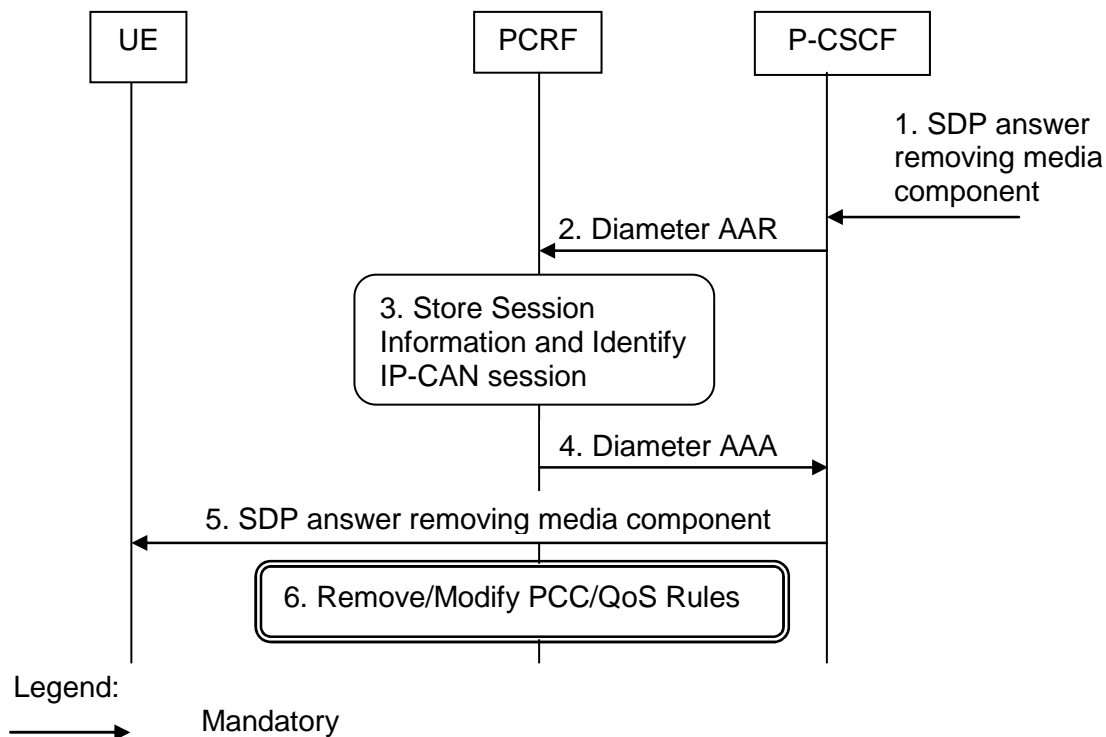 UE
PCRF
P-CSCF
1. SDP answer
removing media
component
2. Diameter AAR
3. Store Session
Information and Identify
IP-CAN session
4. Diameter AAA
5. SDP answer removing media component
6. Remove/Modify PCC/QoS Rules
Legend:
Mandatory